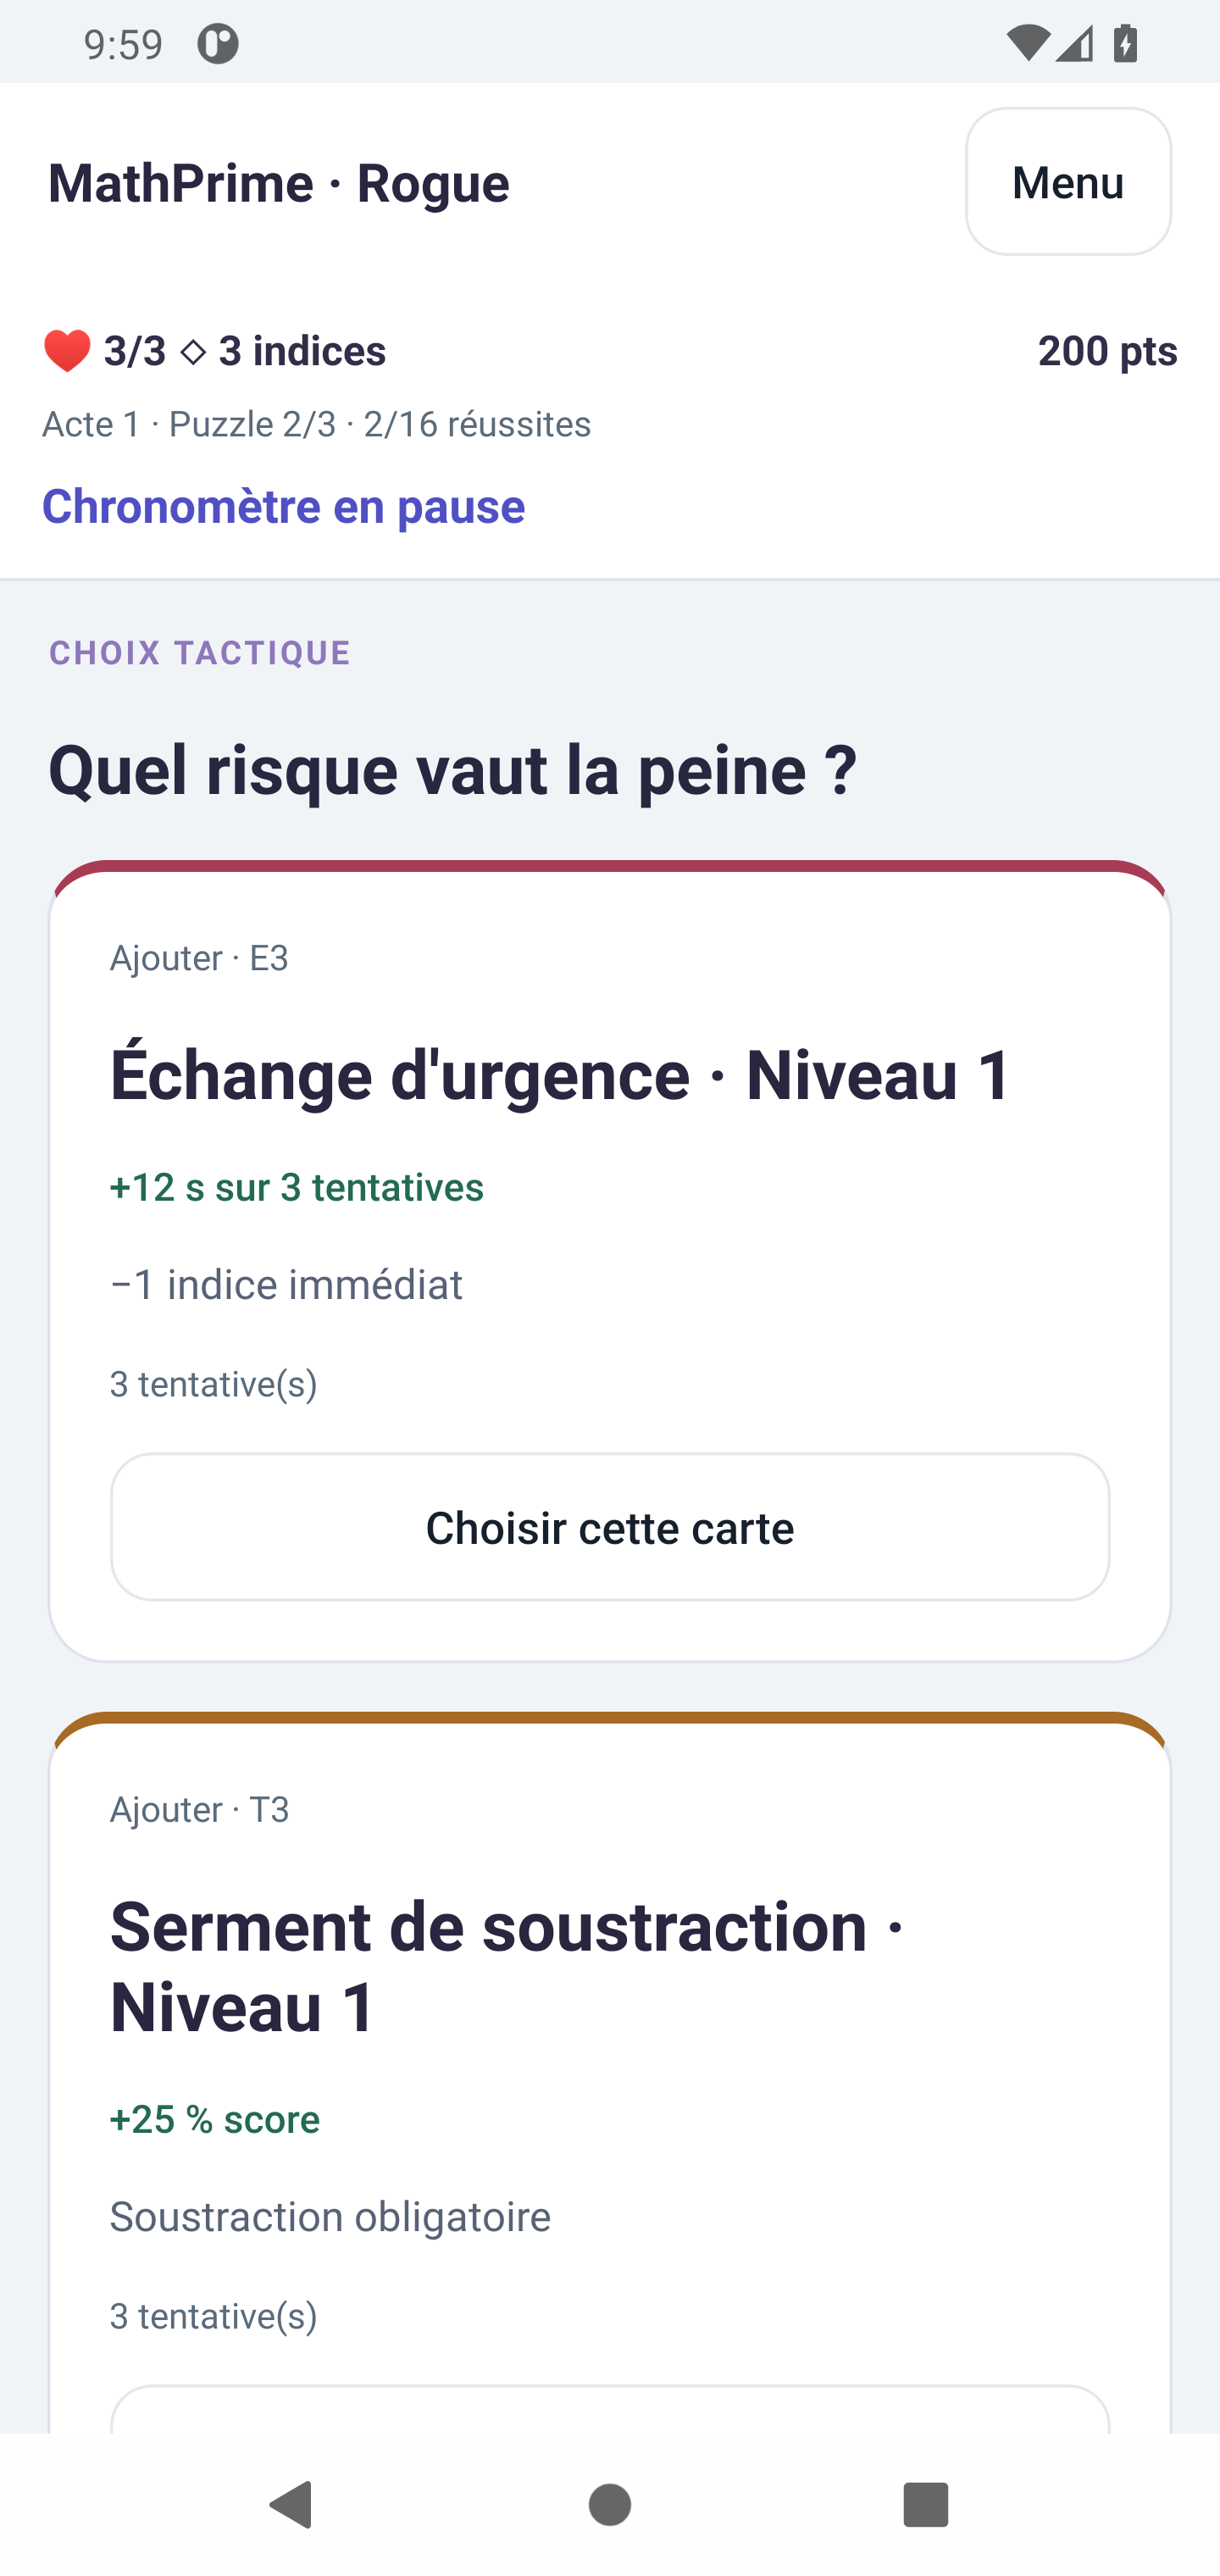 9:59
MathPrime · Rogue
Menu
❤️ 3/3 ◇ 3 indices
200 pts
Acte 1 · Puzzle 2/3 · 2/16 réussites
Chronomètre en pause
CHOIX TACTIQUE
Quel risque vaut la peine ?
Ajouter · E3
Échange d'urgence · Niveau 1
+12 s sur 3 tentatives
−1 indice immédiat
3 tentative(s)
Choisir cette carte
Ajouter · T3
Serment de soustraction ·
Niveau 1
+25 % score
Soustraction obligatoire
3 tentative(s)